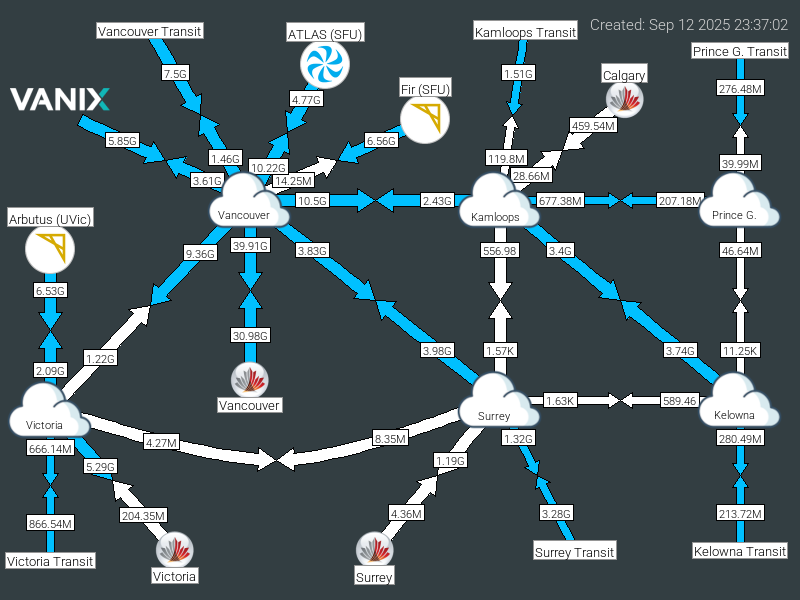 Created: Sep 12 2025 23:37:02
Vancouver Transit
ATLAS (SFU)
Kamloops Transit
Prince G. Transit
7.5G
1.51G
Calgary
276.48M
VANIX
4.77G
Fir (SFU)
459.54M
5.85G
6.56G
1.46G
119.8M
39.99M
10.22G
28.66M
3.61G
14.25M
10.5G
2.43G
677.38M
207.18M
Arbutus (UVic)
Vancouver
Kamloops
Prince G.
9.36G
39.91G
3.83G
556.98
3.4G
46.64M
6.53G
30.98G
1.22G
3.98G
1.57K
3.74G
11.25K
2.09G
Vancouver
1.63K
589.46
Victoria
Surrey
Kelowna
666.14M
4.27M
8.35M
1.32G
280.49M
5.29G
1.19G
866.54M
204.35M
4.36M
3.28G
213.72M
Victoria Transit
Victoria
Surrey
Surrey Transit
Kelowna Transit